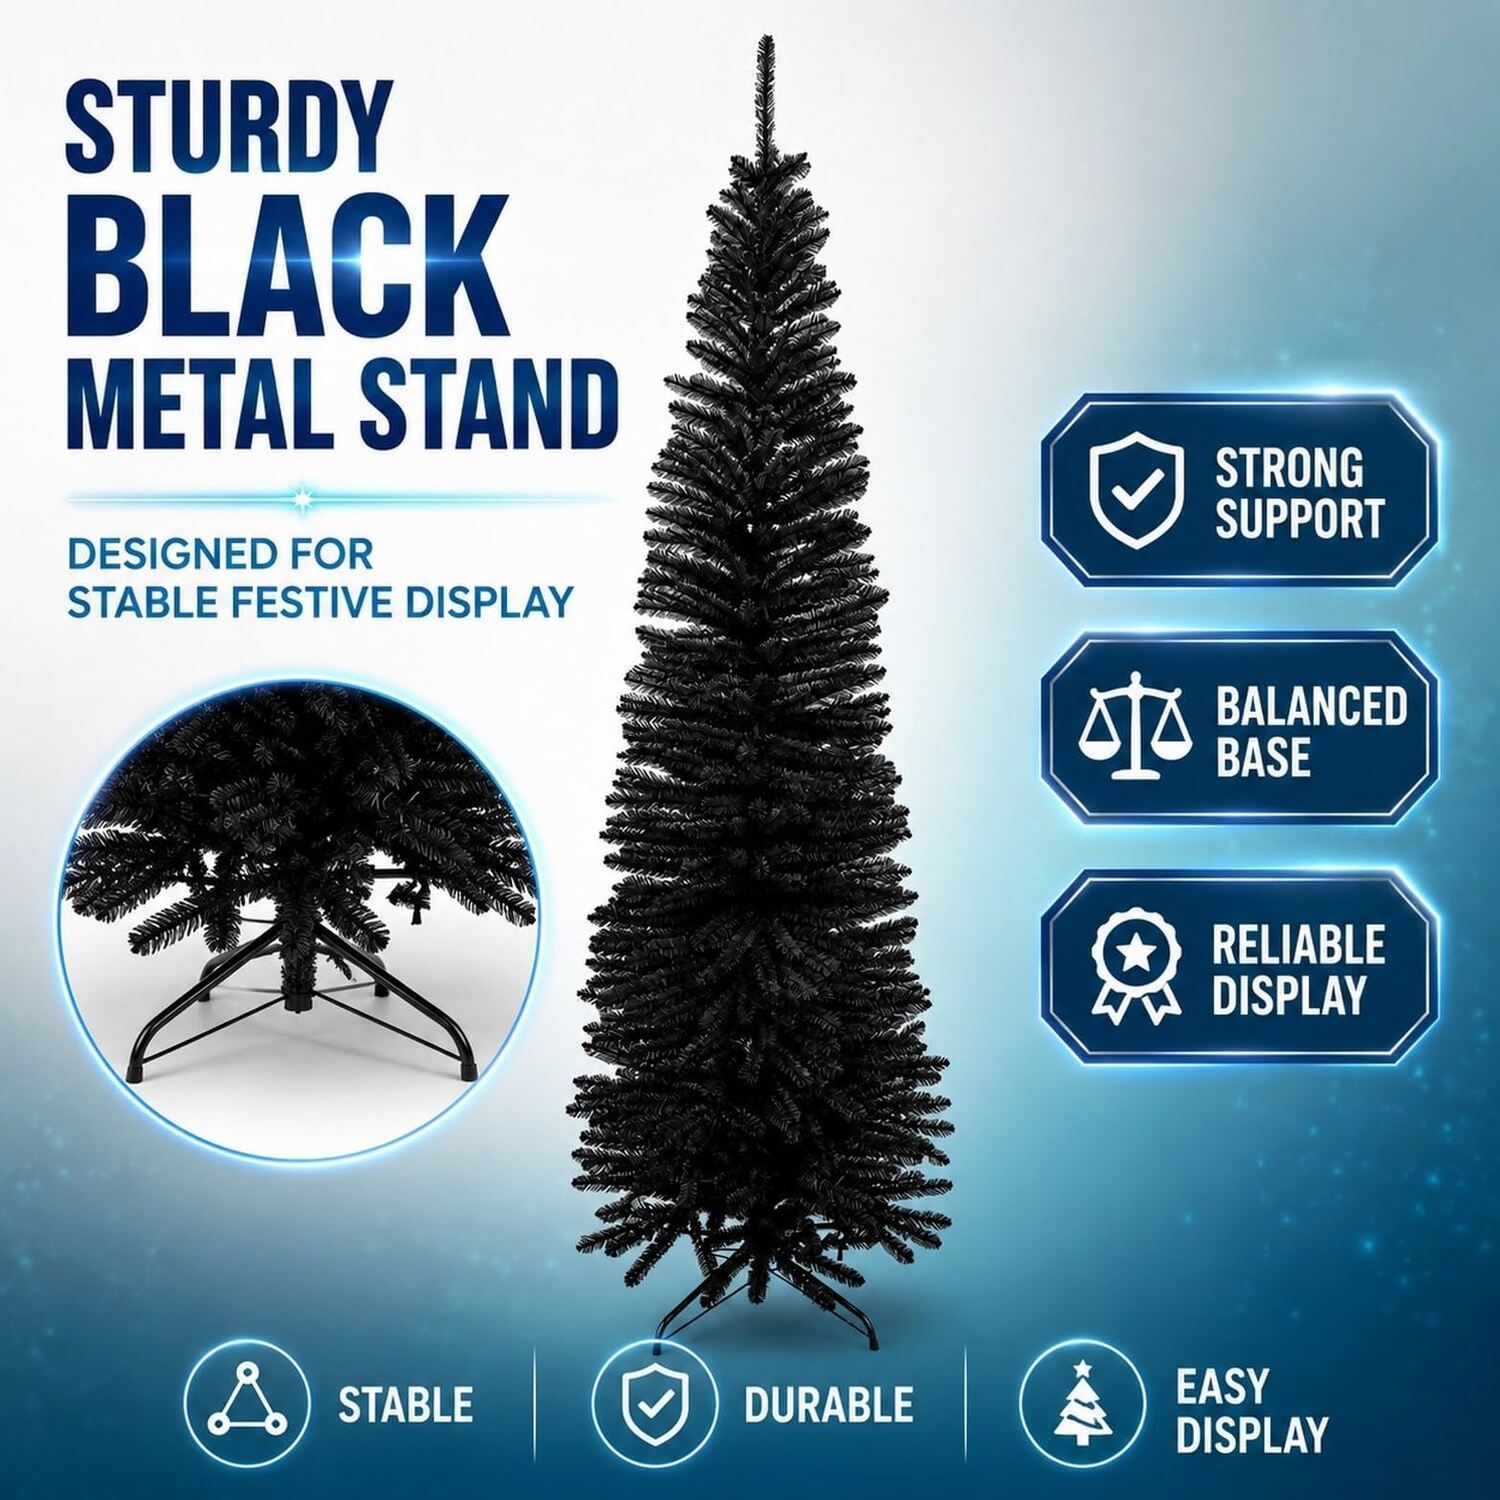 STURDY
BLACK
METAL STAND
DESIGNED FOR
STABLE FESTIVE DISPLAY
STRONG
SUPPORT
BALANCED
BASE
RELIABLE
DISPLAY
STABLE
DURABLE
EASY
DISPLAY